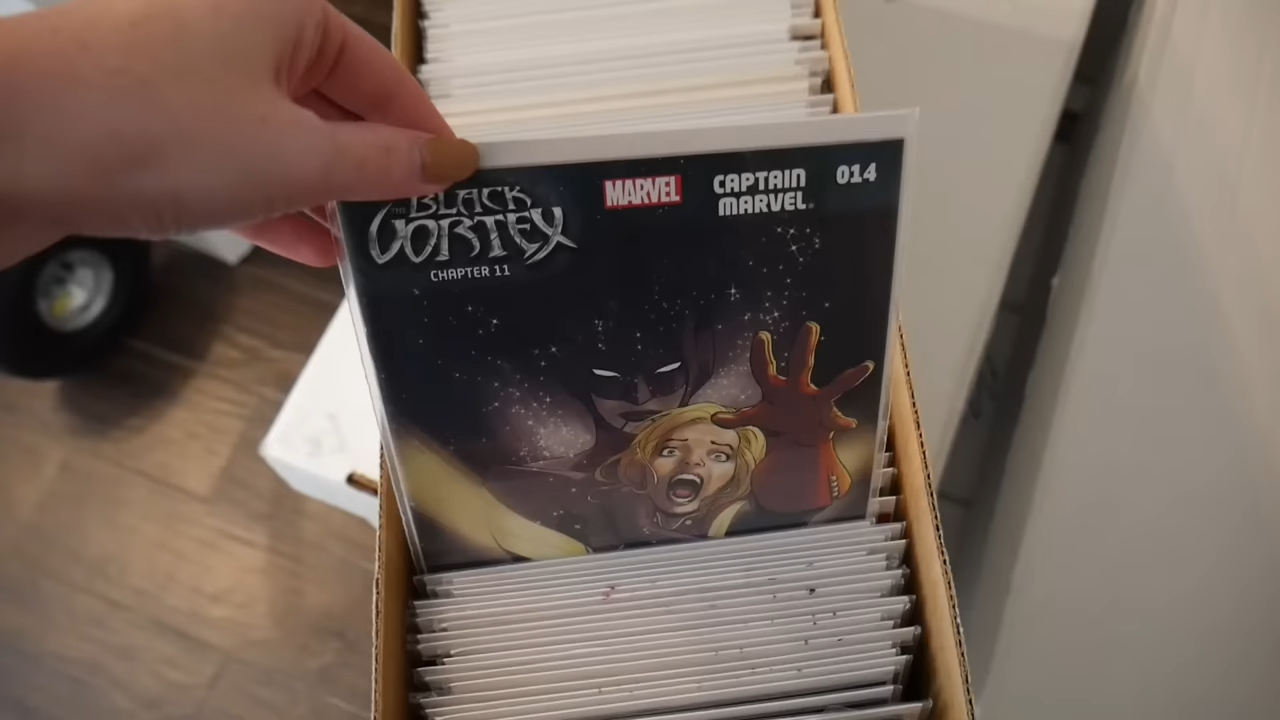 THE BLACK
VORTEX
CHAPTER 11
MARVEL
CAPTAIN
MARVEL
014